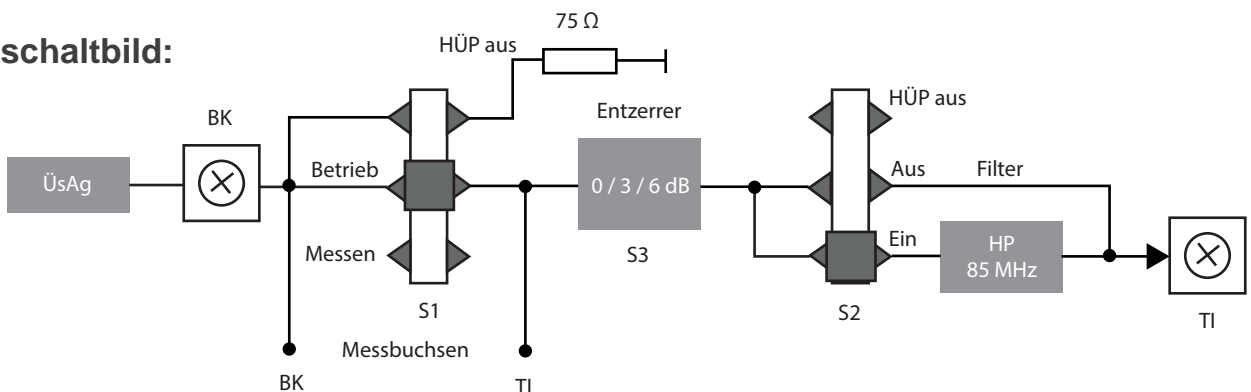 schaltbild:
75 Ω
HÜP aus
Entzerrer
HÜP aus
BK
Betrieb
Aus
Filter
ÜsAg
0 / 3 / 6 dB
Messen
S3
Ein
HP
85 MHz
S1
S2
TI
Messbuchsen
BK
TI